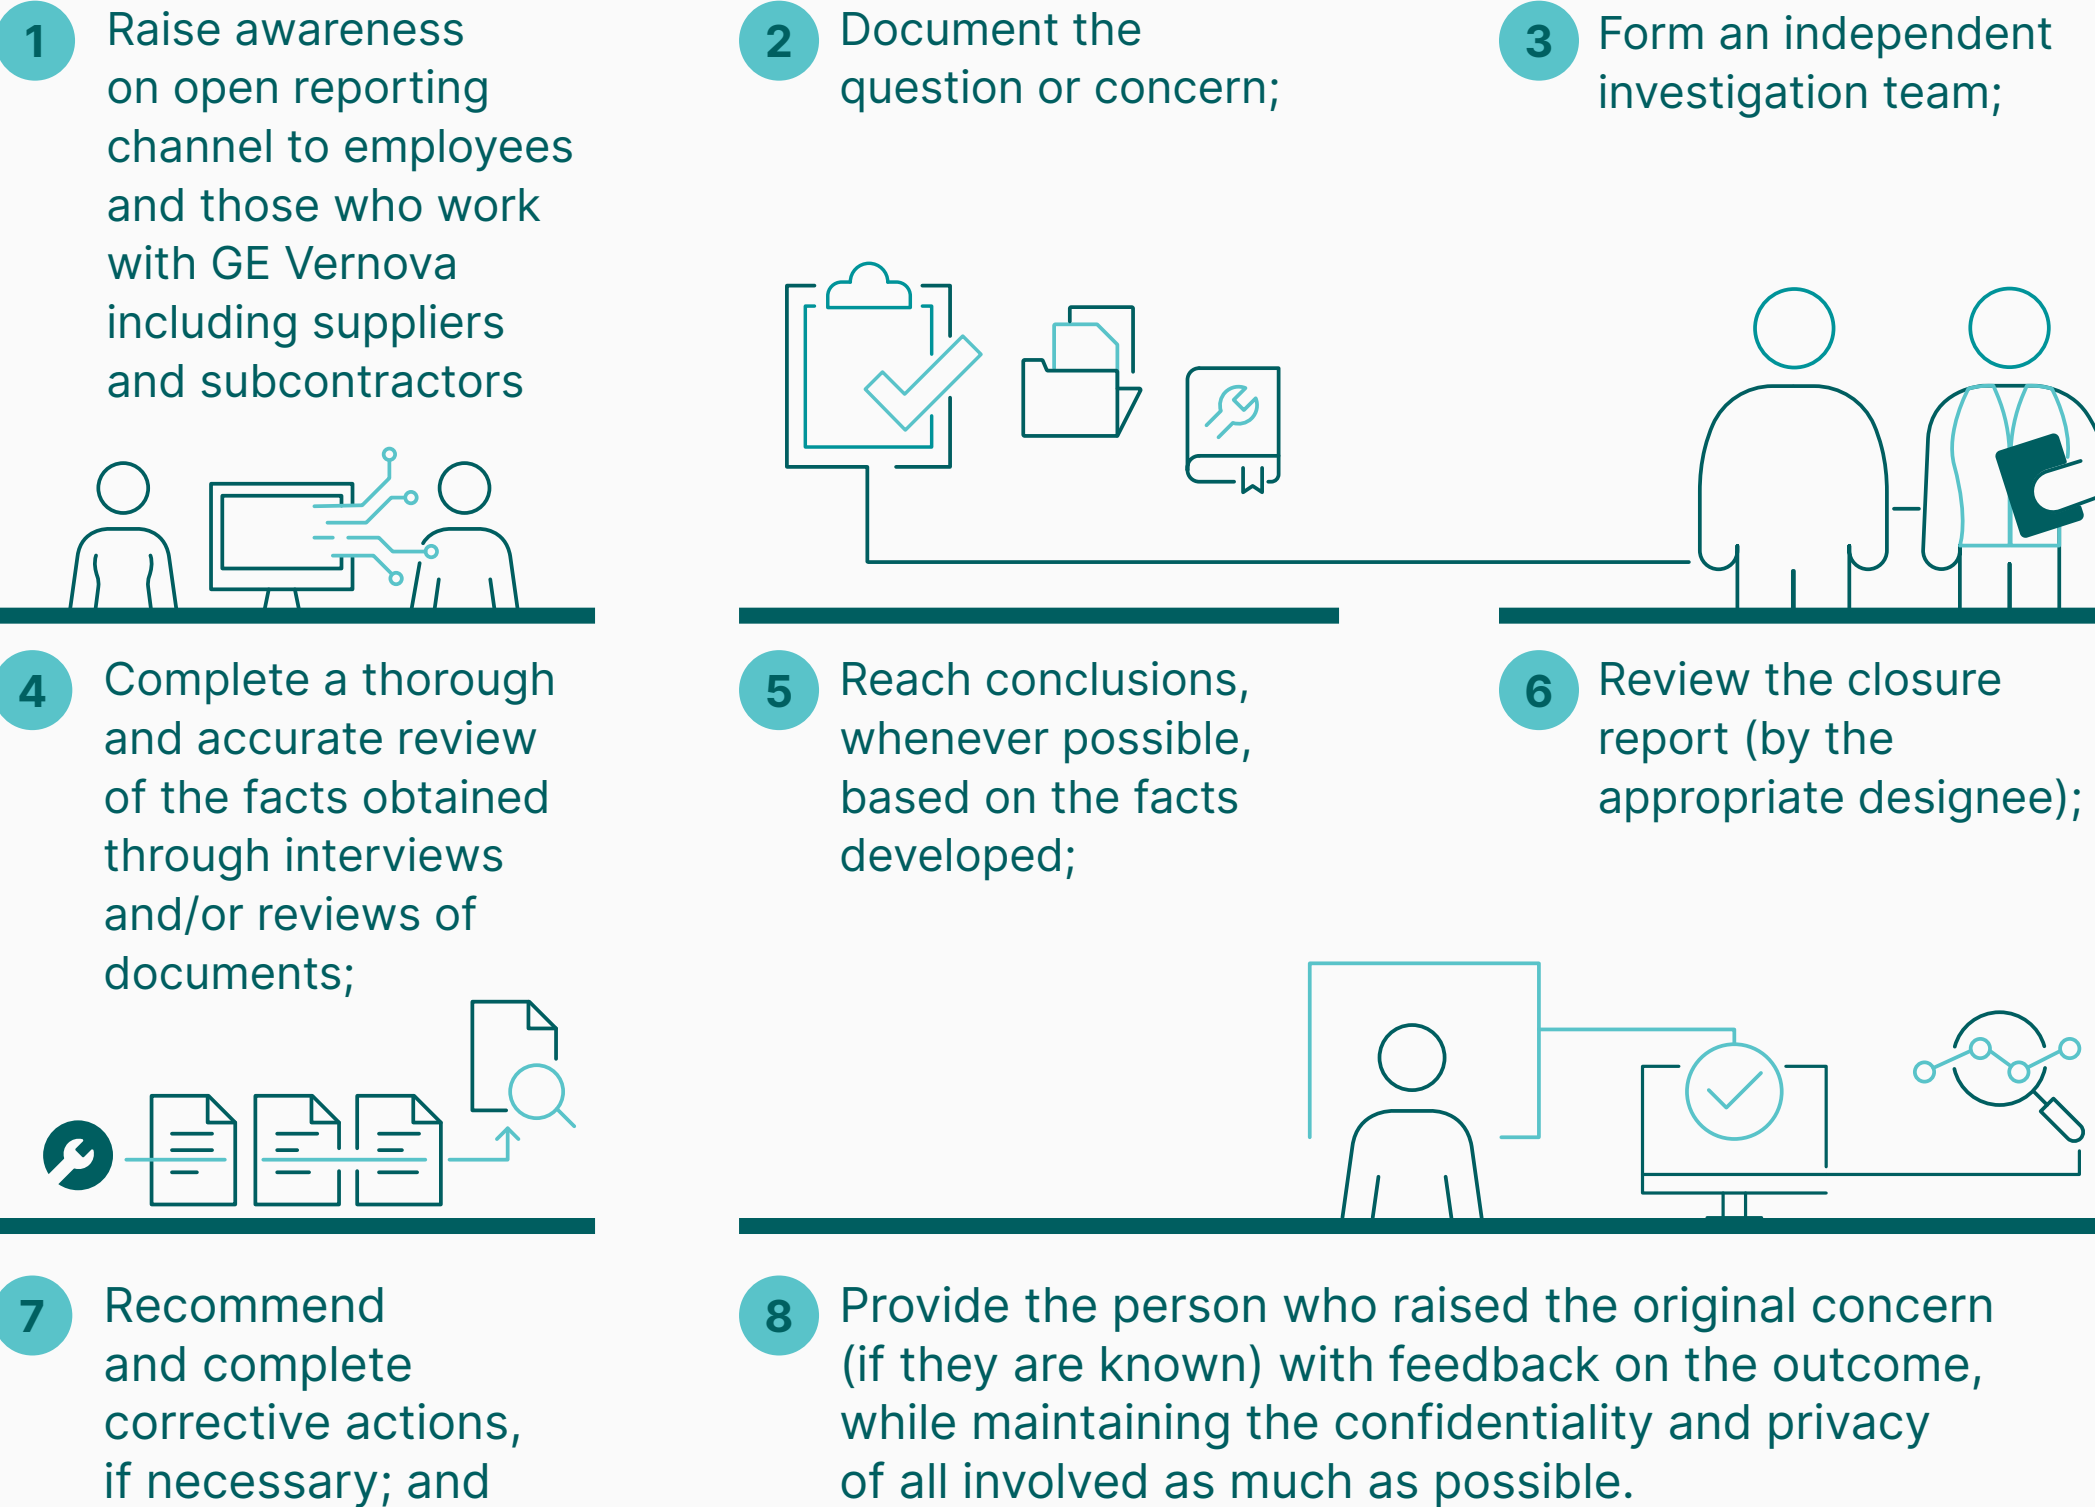 1
Raise awareness
on open reporting
channel to employees
and those who work
with GE Vernova
including suppliers
and subcontractors
2
Document the
question or concern;
3
Form an independent
investigation team;
4
Complete a thorough
and accurate review
of the facts obtained
through interviews
and/or reviews of
documents;
5
Reach conclusions,
whenever possible,
based on the facts
developed;
6
Review the closure
report (by the
appropriate designee);
7
Recommend
and complete
corrective actions,
if necessary; and
8
Provide the person who raised the original concern
(if they are known) with feedback on the outcome,
while maintaining the confidentiality and privacy
of all involved as much as possible.